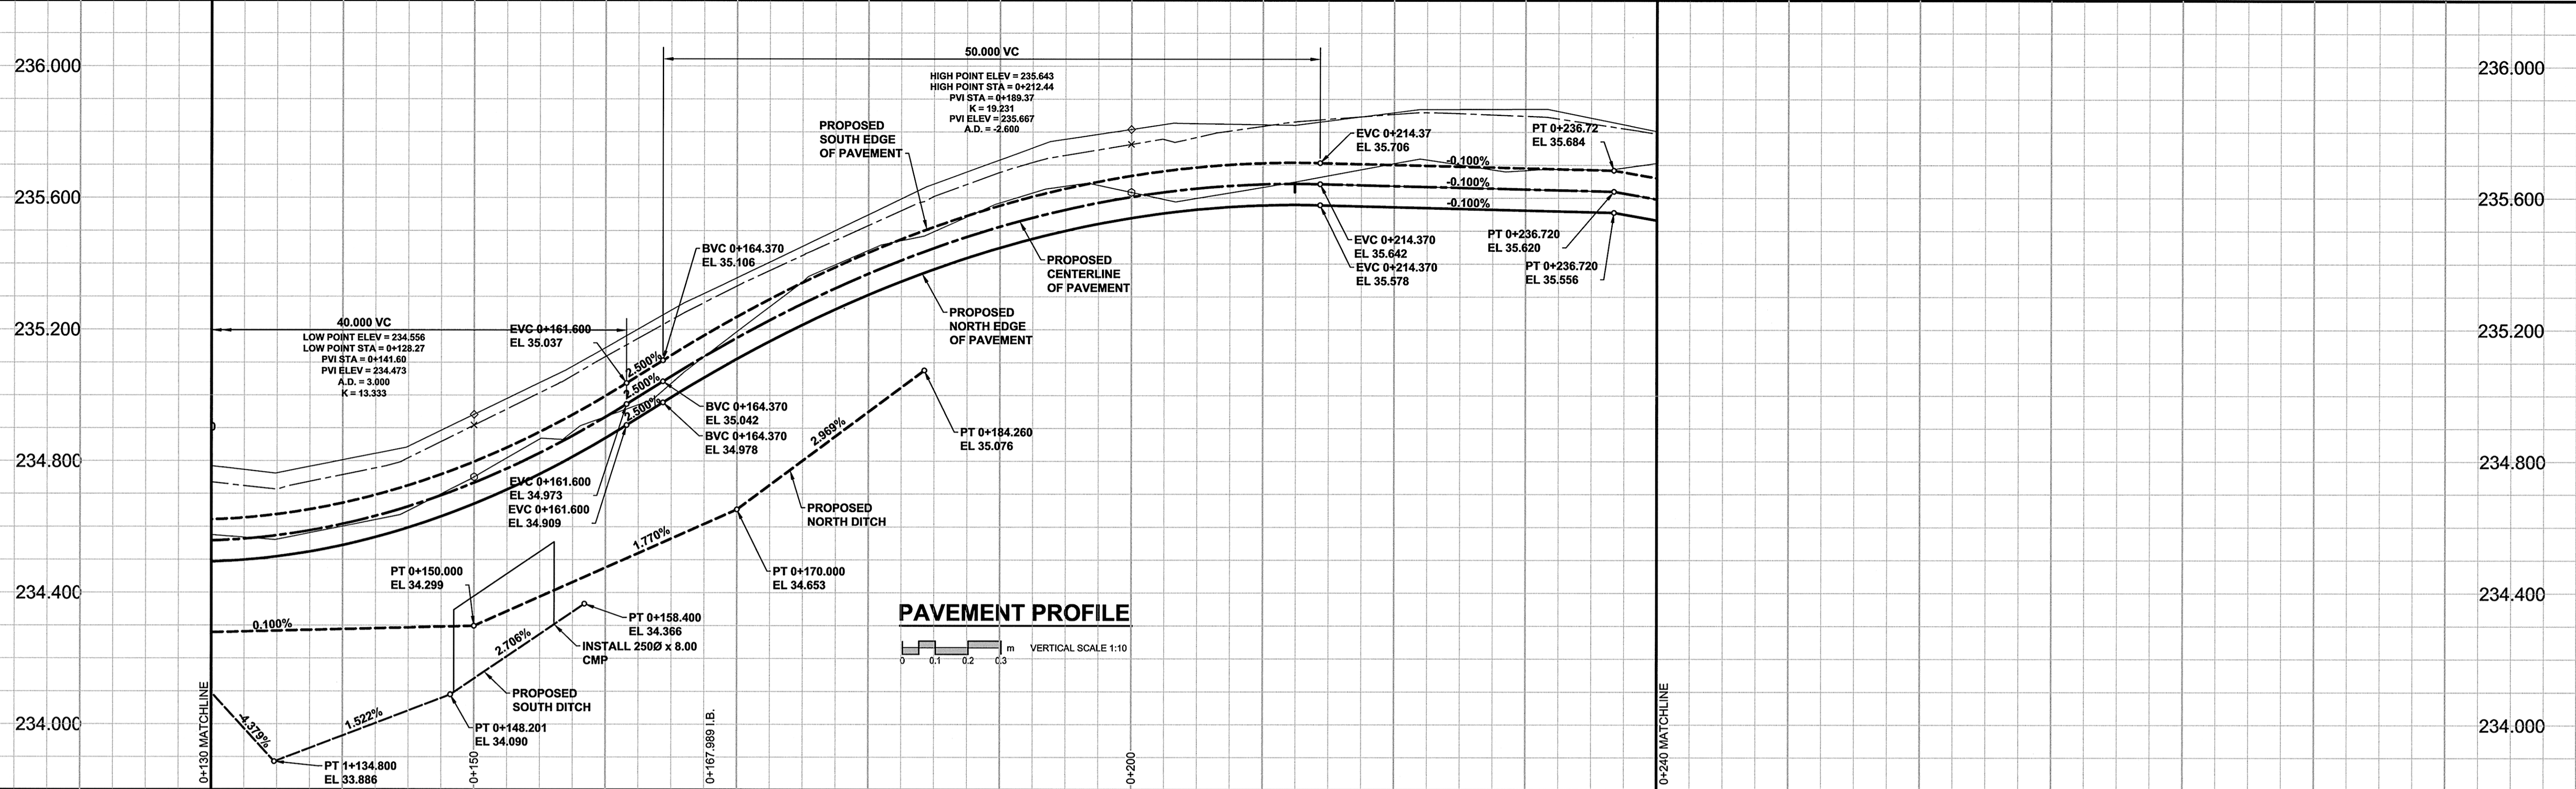 236.000
235.600
235.200
234.800
234.400
234.000
50.000 VC
HIGH POINT ELEV = 235.643
HIGH POINT STA = 0+212.44
PVI STA = 0+189.37
K = 19.231
PVI ELEV = 235.667
A.D. = -2.600
PROPOSED
SOUTH EDGE
OF PAVEMENT
EVC 0+214.37
EL 35.706
PT 0+236.72
EL 35.684
-0.100%
-0.100%
-0.100%
EVC 0+214.370
EL 35.642
EVC 0+214.370
EL 35.578
PT 0+236.720
EL 35.620
PT 0+236.720
EL 35.556
BVC 0+164.370
EL 35.106
PROPOSED
CENTERLINE
OF PAVEMENT
PROPOSED
NORTH EDGE
OF PAVEMENT
40.000 VC
LOW POINT ELEV = 234.556
LOW POINT STA = 0+128.27
PVI STA = 0+141.60
PVI ELEV = 234.473
A.D. = 3.000
K = 13.333
EVC 0+161.600
EL 35.037
2.500%
2.500%
2.500%
BVC 0+164.370
EL 35.042
BVC 0+164.370
EL 34.978
EVC 0+161.600
EL 34.973
EVC 0+161.600
EL 34.909
2.969%
PT 0+184.260
EL 35.076
PROPOSED
NORTH DITCH
1.770%
PT 0+150.000
EL 34.299
PT 0+170.000
EL 34.653
0.100%
2.706%
PT 0+158.400
EL 34.366
INSTALL 250Ø x 8.00
CMP
PROPOSED
SOUTH DITCH
-4.379%
1.522%
PT 0+148.201
EL 34.090
PT 1+134.800
EL 33.886
PAVEMENT PROFILE
0 0.1 0.2 0.3 m VERTICAL SCALE 1:10
0+130 MATCHLINE
0+150
0+167.989 I.B.
0+200
0+240 MATCHLINE
236.000
235.600
235.200
234.800
234.400
234.000